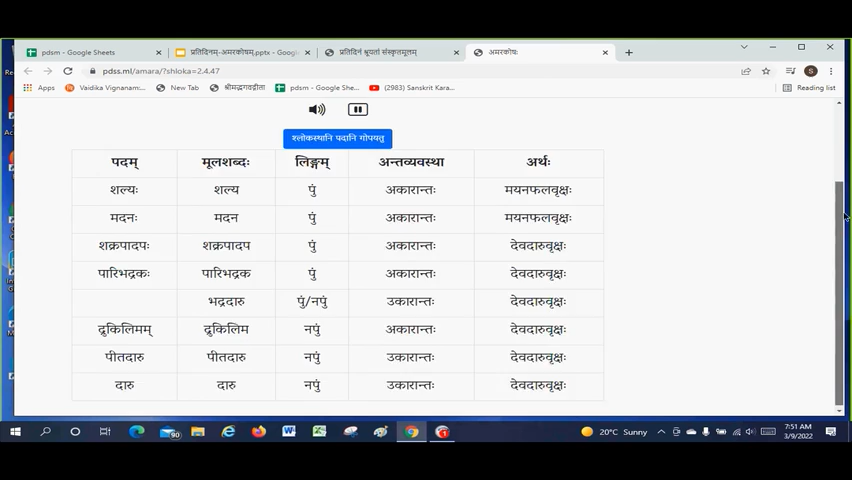 pdsm - Google Sheets
प्रतिदिनम्-अमरकोषम्.pptx - Googl
प्रतिदिनं श्रूयतां संस्कृतमूलम्
अमरकोषः
pdss.ml/amara/?shloka=2.4.47
S
Apps
Vaidika Vignanam:
New Tab
श्रीमद्भगवद्गीता
pdsm - Google She...
(2983) Sanskrit Kara...
Reading list
श्लोकस्थानि पदानि गोपयतु
पदम् मूलशब्दः लिङ्गम् अन्तव्यवस्था अर्थः
शल्यः शल्य पुं अकारान्तः मयनफलवृक्षः
मदनः मदन पुं अकारान्तः मयनफलवृक्षः
शक्रपादपः शक्रपादप पुं अकारान्तः देवदारुवृक्षः
पारिभद्रकः पारिभद्रक पुं अकारान्तः देवदारुवृक्षः
भद्रदारु पुं/नपुं उकारान्तः देवदारुवृक्षः
द्रुकिलिमम् द्रुकिलिम नपुं अकारान्तः देवदारुवृक्षः
पीतदारु पीतदारु नपुं उकारान्तः देवदारुवृक्षः
दारु दारु नपुं उकारान्तः देवदारुवृक्षः
90
20°C Sunny
7:51 AM
3/9/2022